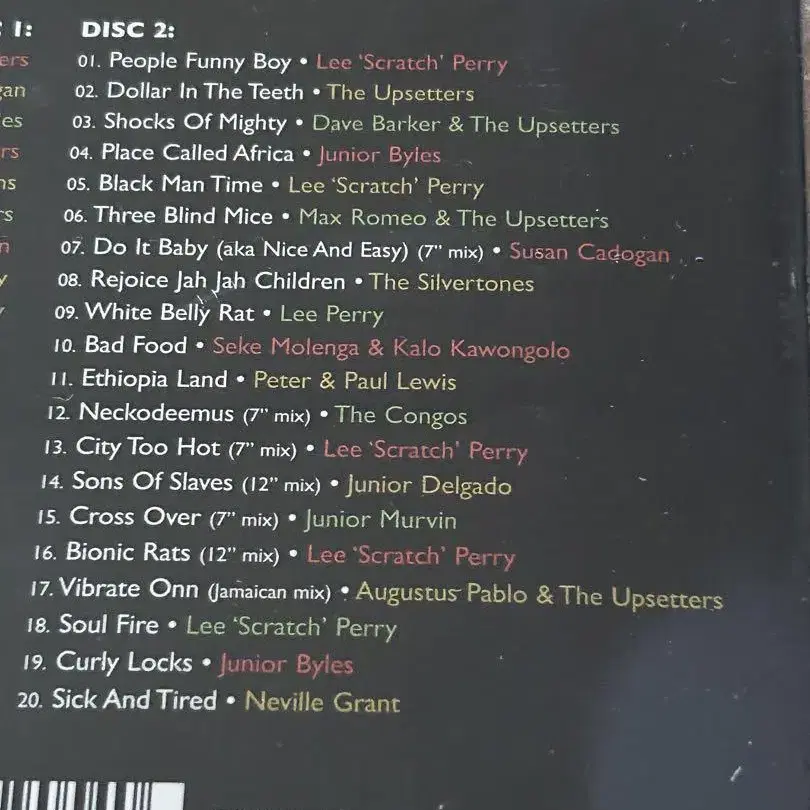 1:
DISC 2:
ers
gan
es
rs
ns
rs
n
y
y
01. People Funny Boy • Lee 'Scratch' Perry
02. Dollar In The Teeth • The Upsetters
03. Shocks Of Mighty • Dave Barker & The Upsetters
04. Place Called Africa • Junior Byles
05. Black Man Time • Lee 'Scratch' Perry
06. Three Blind Mice • Max Romeo & The Upsetters
07. Do It Baby (aka Nice And Easy) (7" mix) • Susan Cadogan
08. Rejoice Jah Jah Children • The Silvertones
09. White Belly Rat • Lee Perry
10. Bad Food • Seke Molenga & Kalo Kawongolo
11. Ethiopia Land • Peter & Paul Lewis
12. Neckodeemus (7" mix) • The Congos
13. City Too Hot (7" mix) • Lee 'Scratch' Perry
14. Sons Of Slaves (12" mix) • Junior Delgado
15. Cross Over (7" mix) • Junior Murvin
16. Bionic Rats (12" mix) • Lee 'Scratch' Perry
17. Vibrate Onn (Jamaican mix) • Augustus Pablo & The Upsetters
18. Soul Fire • Lee 'Scratch' Perry
19. Curly Locks • Junior Byles
20. Sick And Tired • Neville Grant